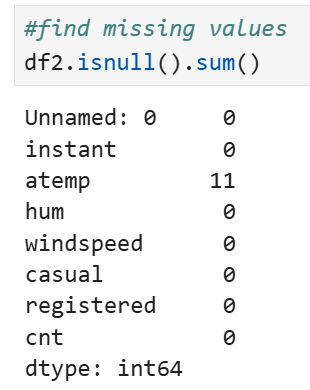 #find missing values
df2.isnull().sum()
Unnamed: 0 0
instant 0
atemp 11
hum 0
windspeed 0
casual 0
registered 0
cnt 0
dtype: int64